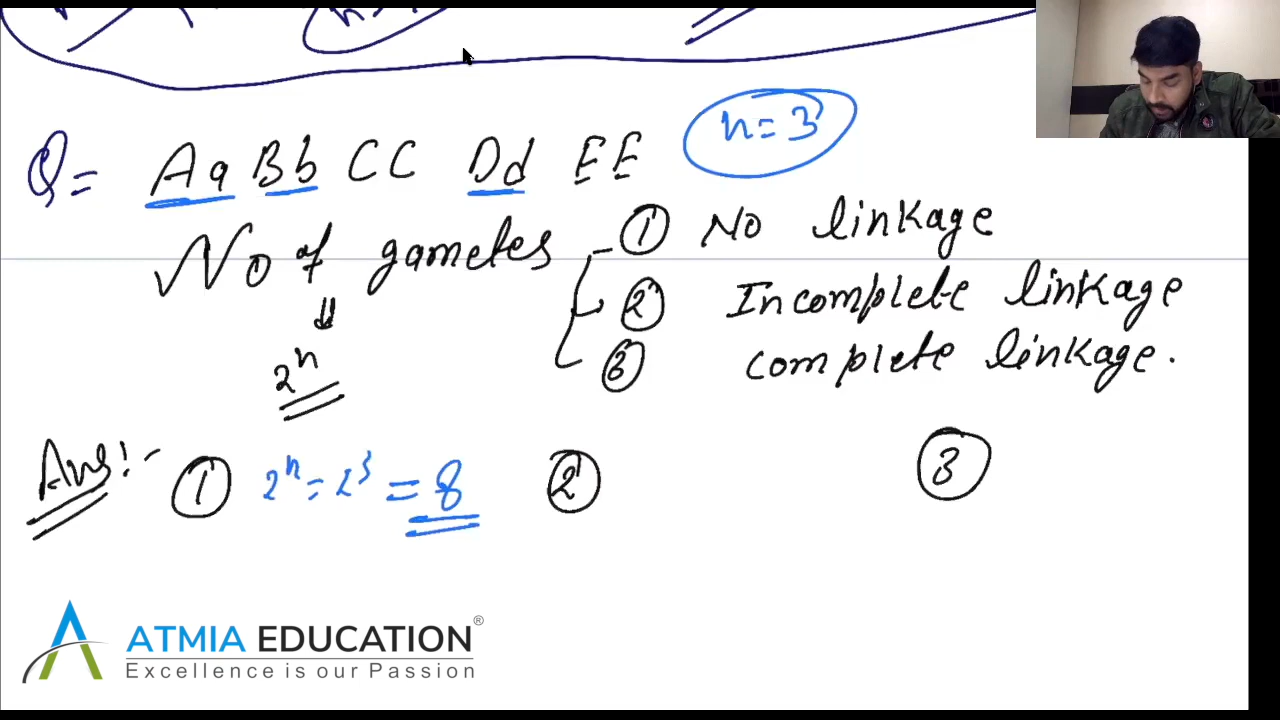 n = 3
Q = Aa Bb CC Dd EE
No of gametes
① No linkage
② Incomplete linkage
③ complete linkage.
⇓
2ⁿ
Ans:-
① 2ⁿ = 2³ = 8
②
③
ATMIA EDUCATION®
Excellence is our Passion